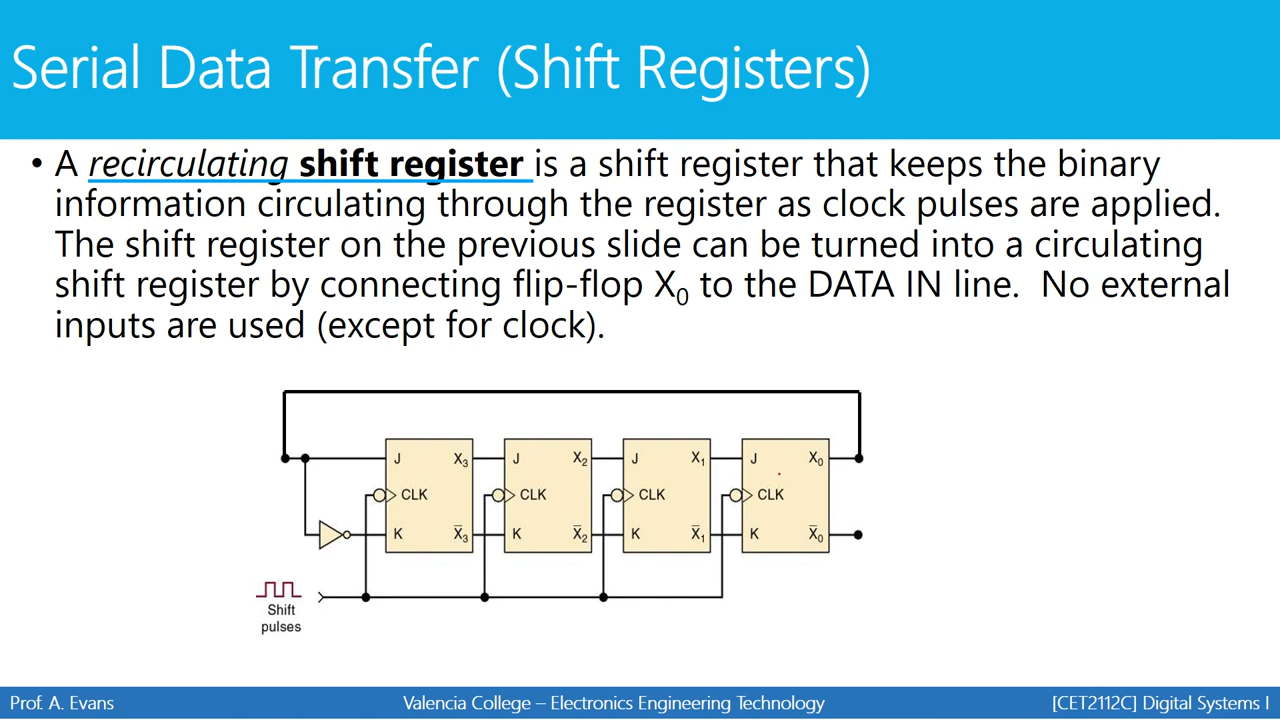 Serial Data Transfer (Shift Registers)
• A recirculating shift register is a shift register that keeps the binary
information circulating through the register as clock pulses are applied.
The shift register on the previous slide can be turned into a circulating
shift register by connecting flip-flop X₀ to the DATA IN line.  No external
inputs are used (except for clock).
J X₃ J X₂ J X₁ J X₀
CLK CLK CLK CLK
K X̅₃ K X̅₂ K X̅₁ K X̅₀
Shift
pulses
Prof. A. Evans Valencia College – Electronics Engineering Technology [CET2112C] Digital Systems I